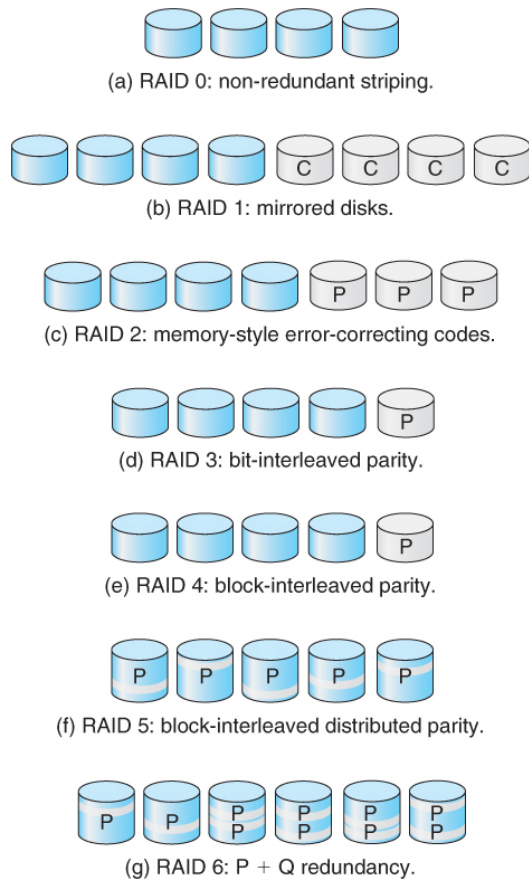 (a) RAID 0: non-redundant striping.
C C C C
(b) RAID 1: mirrored disks.
P P P
(c) RAID 2: memory-style error-correcting codes.
P
(d) RAID 3: bit-interleaved parity.
P
(e) RAID 4: block-interleaved parity.
P P P P P
(f) RAID 5: block-interleaved distributed parity.
P P P P P P
P P P P
(g) RAID 6: P + Q redundancy.